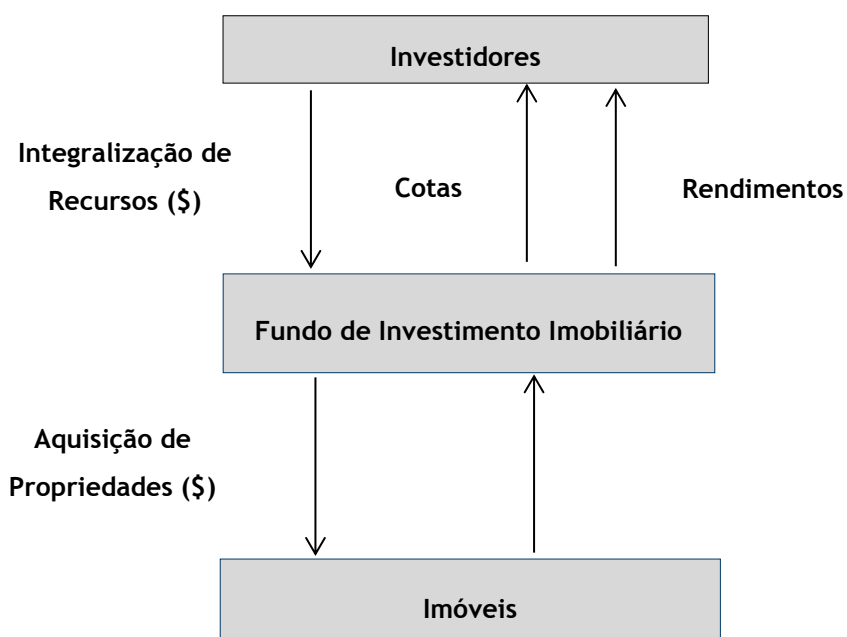 Investidores
Integralização de
Recursos ($)
Cotas
Rendimentos
Fundo de Investimento Imobiliário
Aquisição de
Propriedades ($)
Imóveis